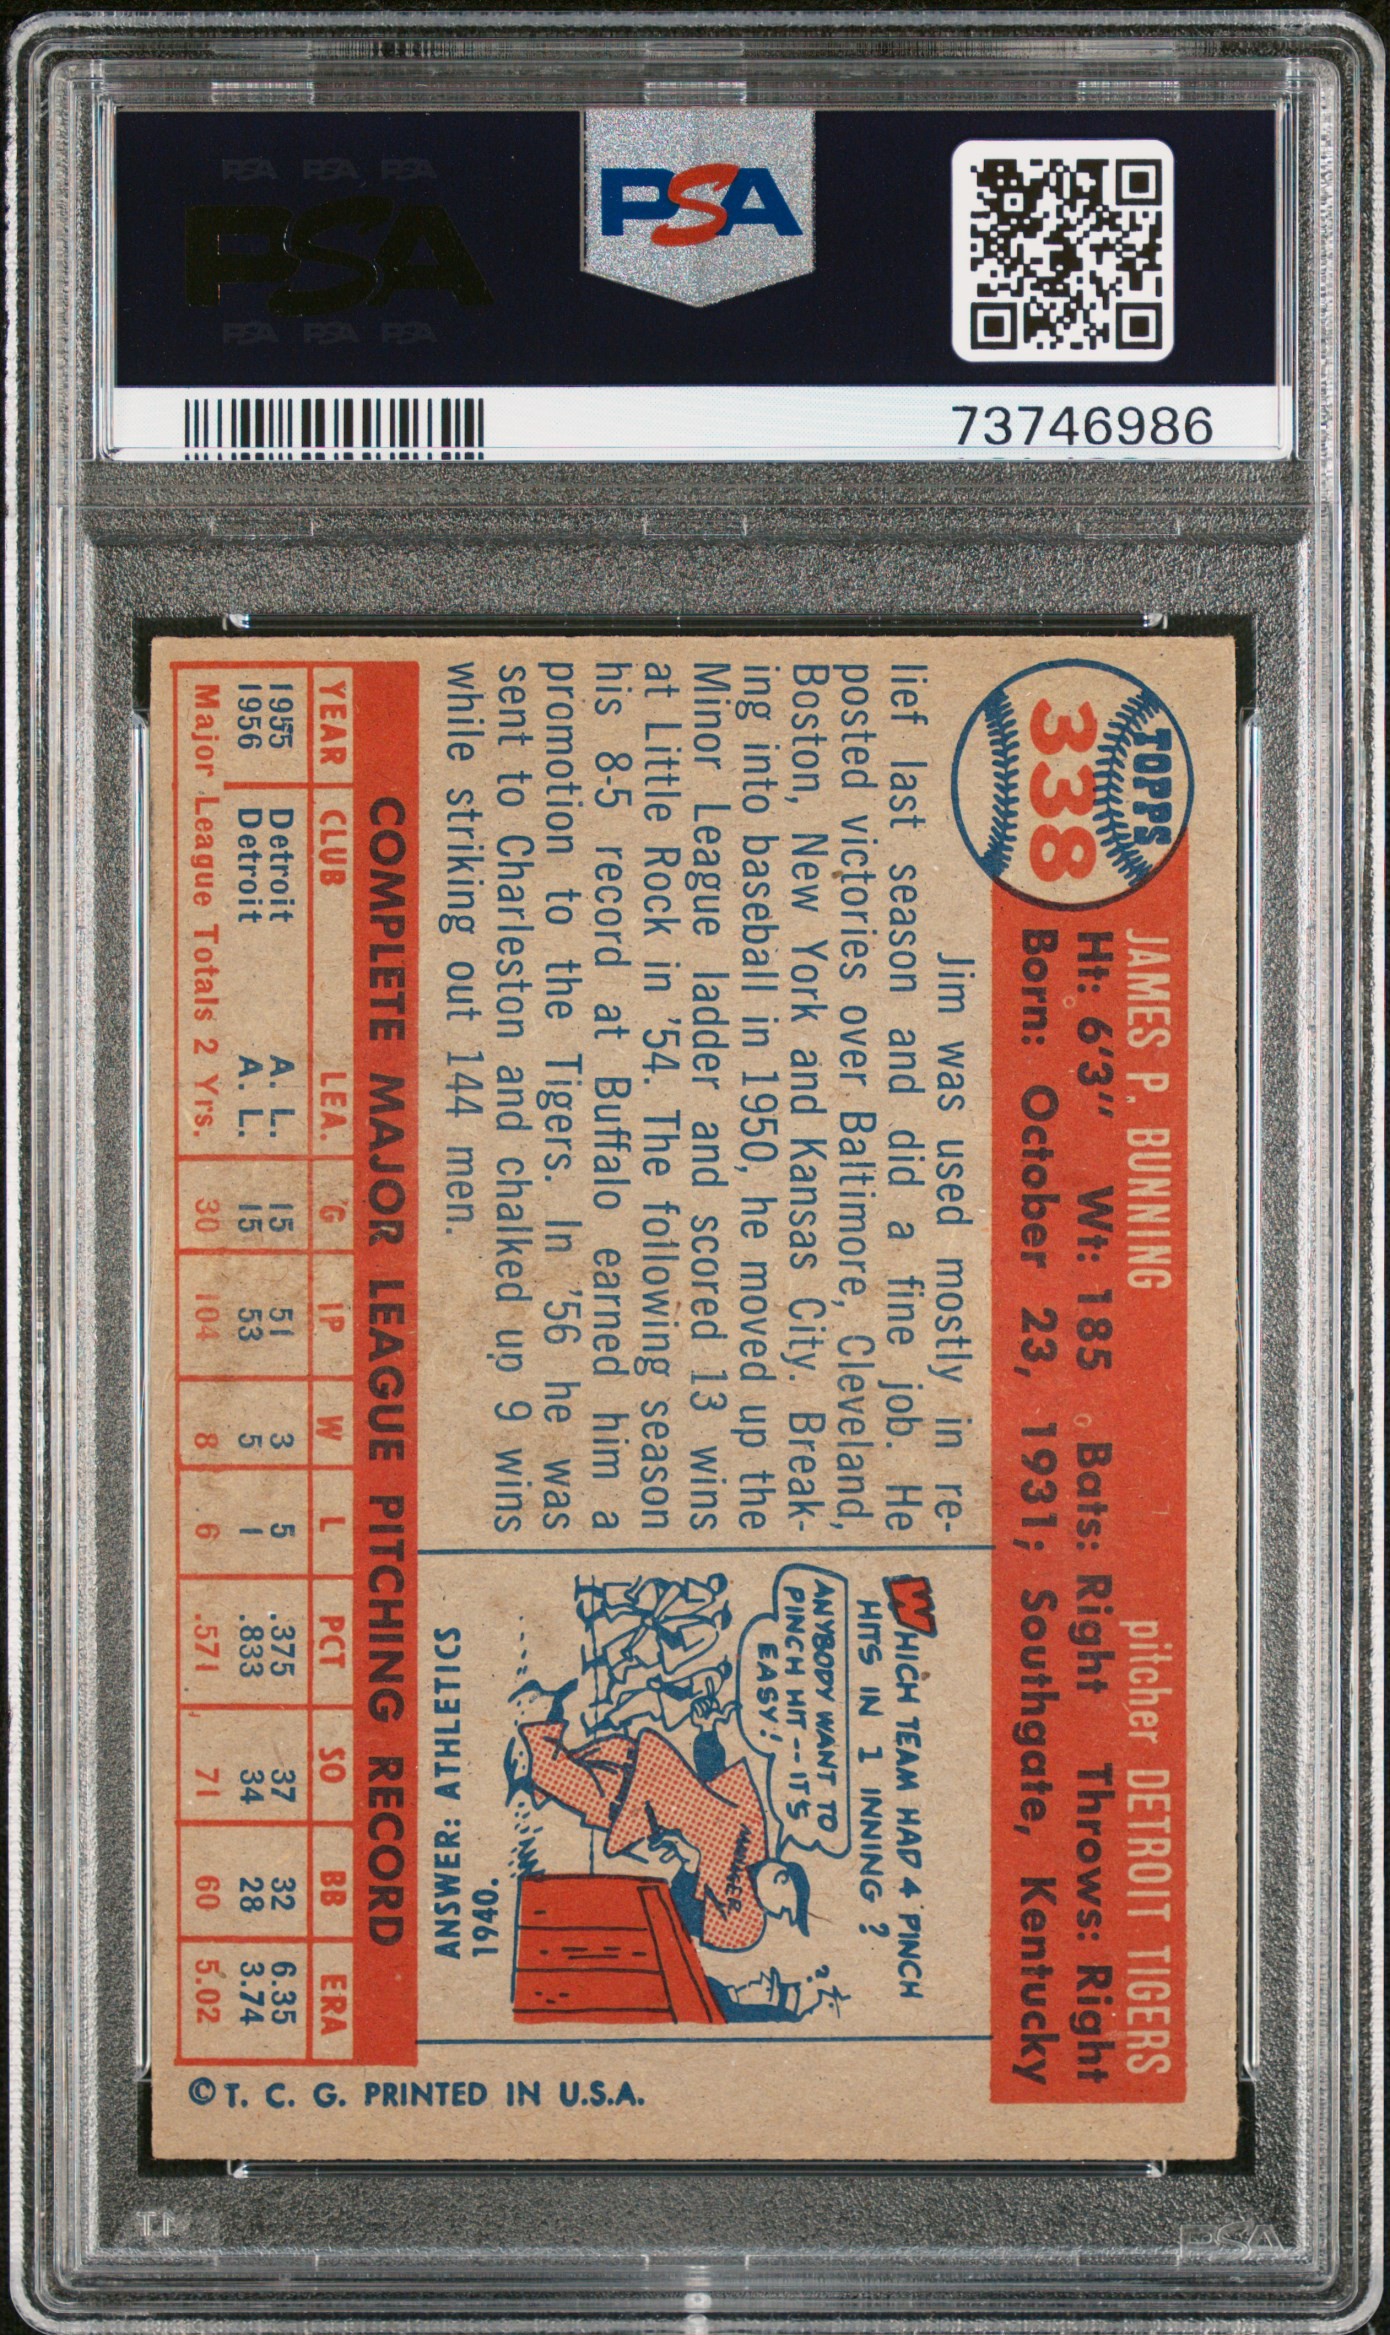 PSA PSA PSA
PSA
PSA PSA PSA
PSA
73746986
TOPPS
338
JAMES P. BUNNING pitcher DETROIT TIGERS
Ht: 6'3" Wt: 185 Bats: Right Throws: Right
Born: October 23, 1931; Southgate, Kentucky
Jim was used mostly in re-
lief last season and did a fine job. He
posted victories over Baltimore, Cleveland,
Boston, New York and Kansas City. Break-
ing into baseball in 1950, he moved up the
Minor League ladder and scored 13 wins
at Little Rock in '54. The following season
his 8-5 record at Buffalo earned him a
promotion to the Tigers. In '56 he was
sent to Charleston and chalked up 9 wins
while striking out 144 men.
WHICH TEAM HAD 4 PINCH
HITS IN 1 INNING?
ANYBODY WANT TO
PINCH HIT--IT'S
EASY!
?
ANSWER: ATHLETICS
1940.
COMPLETE MAJOR LEAGUE PITCHING RECORD
YEAR CLUB LEA. G IP W L PCT SO BB ERA
1955 Detroit A. L. 15 51 3 5 .375 37 32 6.35
1956 Detroit A. L. 15 53 5 1 .833 34 28 3.74
Major League Totals 2 Yrs. 30 104 8 6 .571 71 60 5.02
© T. C. G. PRINTED IN U.S.A.
PSA